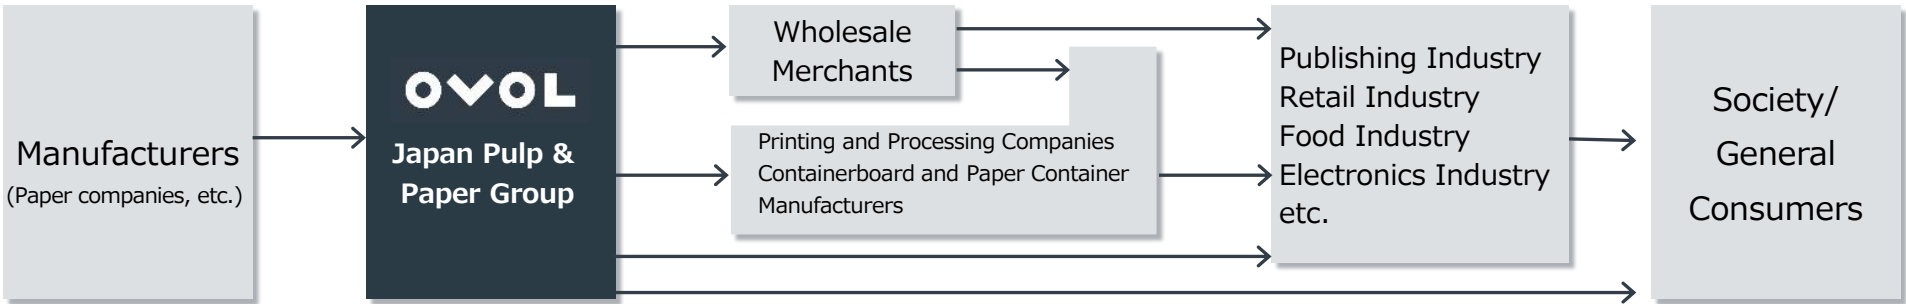 Manufacturers
(Paper companies, etc.)
OVOL
Japan Pulp &
Paper Group
Wholesale
Merchants
Printing and Processing Companies
Containerboard and Paper Container
Manufacturers
Publishing Industry
Retail Industry
Food Industry
Electronics Industry
etc.
Society/
General
Consumers